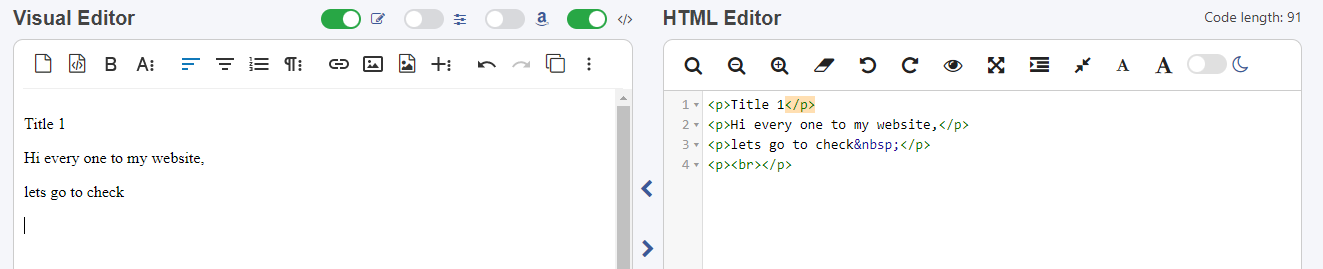 Visual Editor
HTML Editor
Code length: 91
Title 1
Hi every one to my website,
lets go to check
1 <p>Title 1</p>
2 <p>Hi every one to my website,</p>
3 <p>lets go to check&nbsp;</p>
4 <p><br></p>